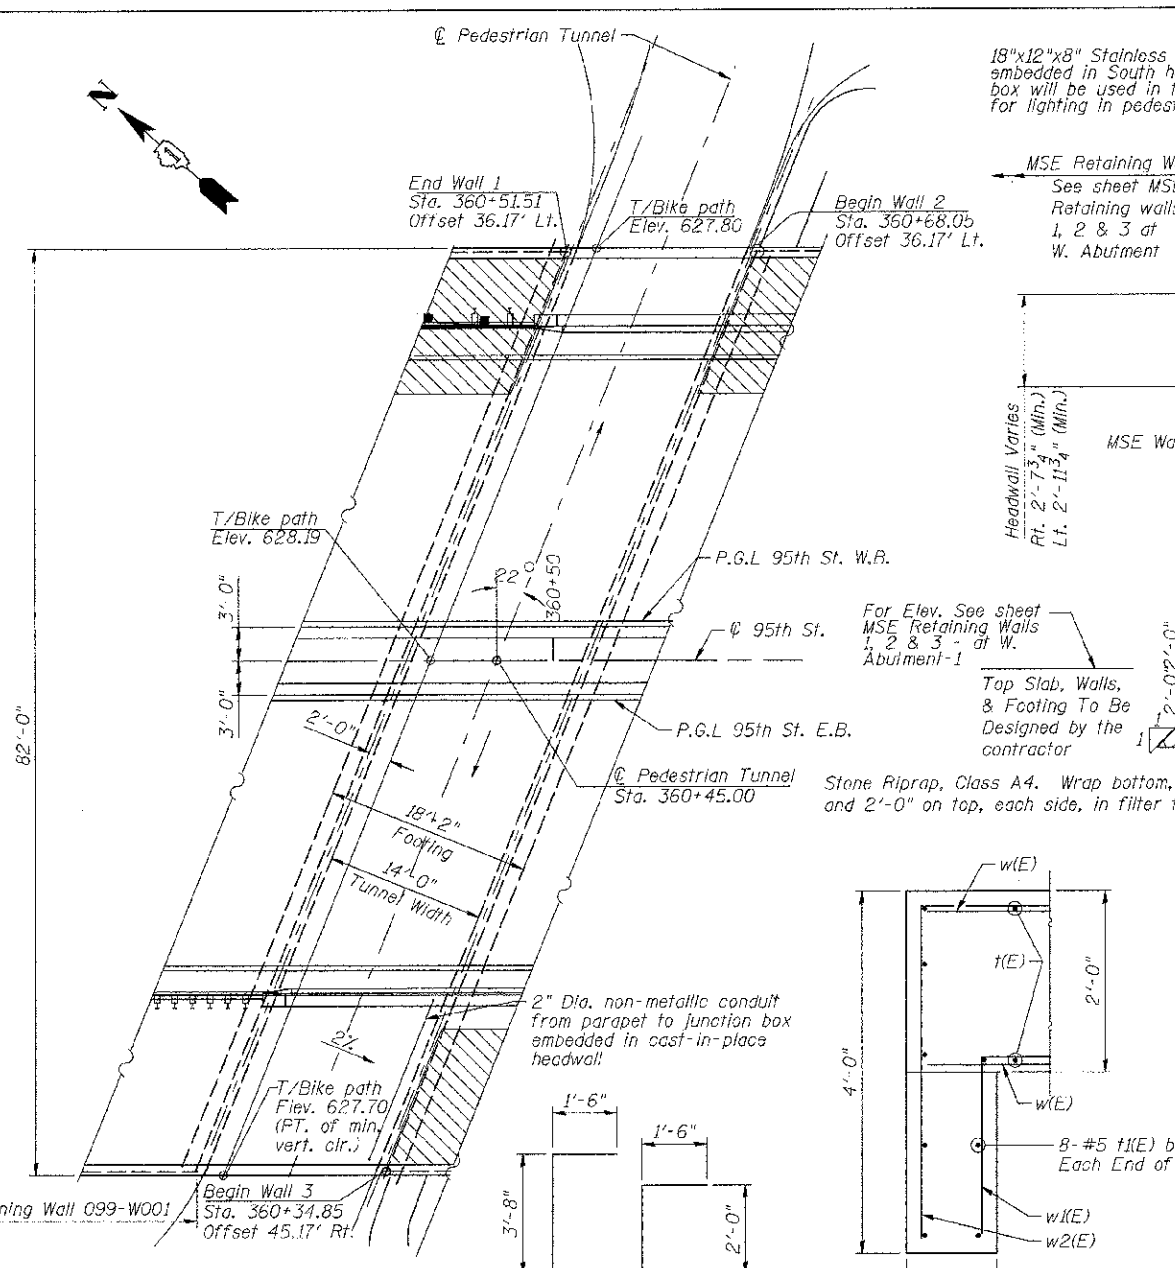 ℄ Pedestrian Tunnel
18"x12"x8" Stainless
embedded in South
box will be used in
for lighting in
N
MSE Retaining
See sheet
Retaining
1, 2 & 3 at
W. Abutment
End Wall 1
Sta. 360+51.51
Offset 36.17' Lt.
T/Bike path
Elev. 627.80
Begin Wall 2
Sta. 360+68.05
Offset 36.17' Lt.
Headwall Varies
Rt. 2'-7¾" (Min.)
Lt. 2'-11¾" (Min.)
MSE
T/Bike path
Elev. 628.19
22°
360+50
P.G.L 95th St. W.B.
3'-0"
3'-0"
℄ 95th St.
For Elev. See sheet
MSE Retaining Walls
1, 2 & 3 - at W.
Abutment-1
2'-0"
2'-0"
Top Slab, Walls,
& Footing To Be
Designed by the
contractor
1
1
82'-0"
2'-0"
P.G.L 95th St. E.B.
℄ Pedestrian Tunnel
Sta. 360+45.00
Stone Riprap, Class A4. Wrap bottom,
and 2'-0" on top, each side, in filter
18'-2"
Footing
14'-0"
Tunnel Width
w(E)
t(E)
2'-0"
4'-0"
w(E)
2" Dia. non-metallic conduit
from parapet to junction box
embedded in cast-in-place
headwall
2%
T/Bike path
Elev. 627.70
(PT. of min.
vert. clr.)
1'-6"
1'-6"
3'-8"
2'-0"
8-#5 t1(E)
Each End of
w1(E)
w2(E)
Wall 099-W001
Begin Wall 3
Sta. 360+34.85
Offset 45.17' Rt.